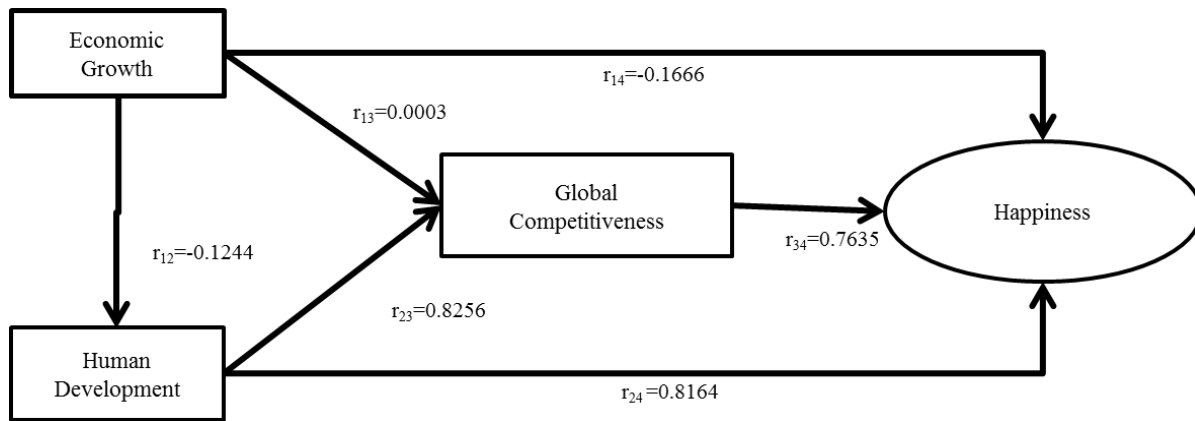 Economic
Growth
r14=-0.1666
r13=0.0003
Global
Competitiveness
Happiness
r34=0.7635
r12=-0.1244
r23=0.8256
Human
Development
r24 =0.8164